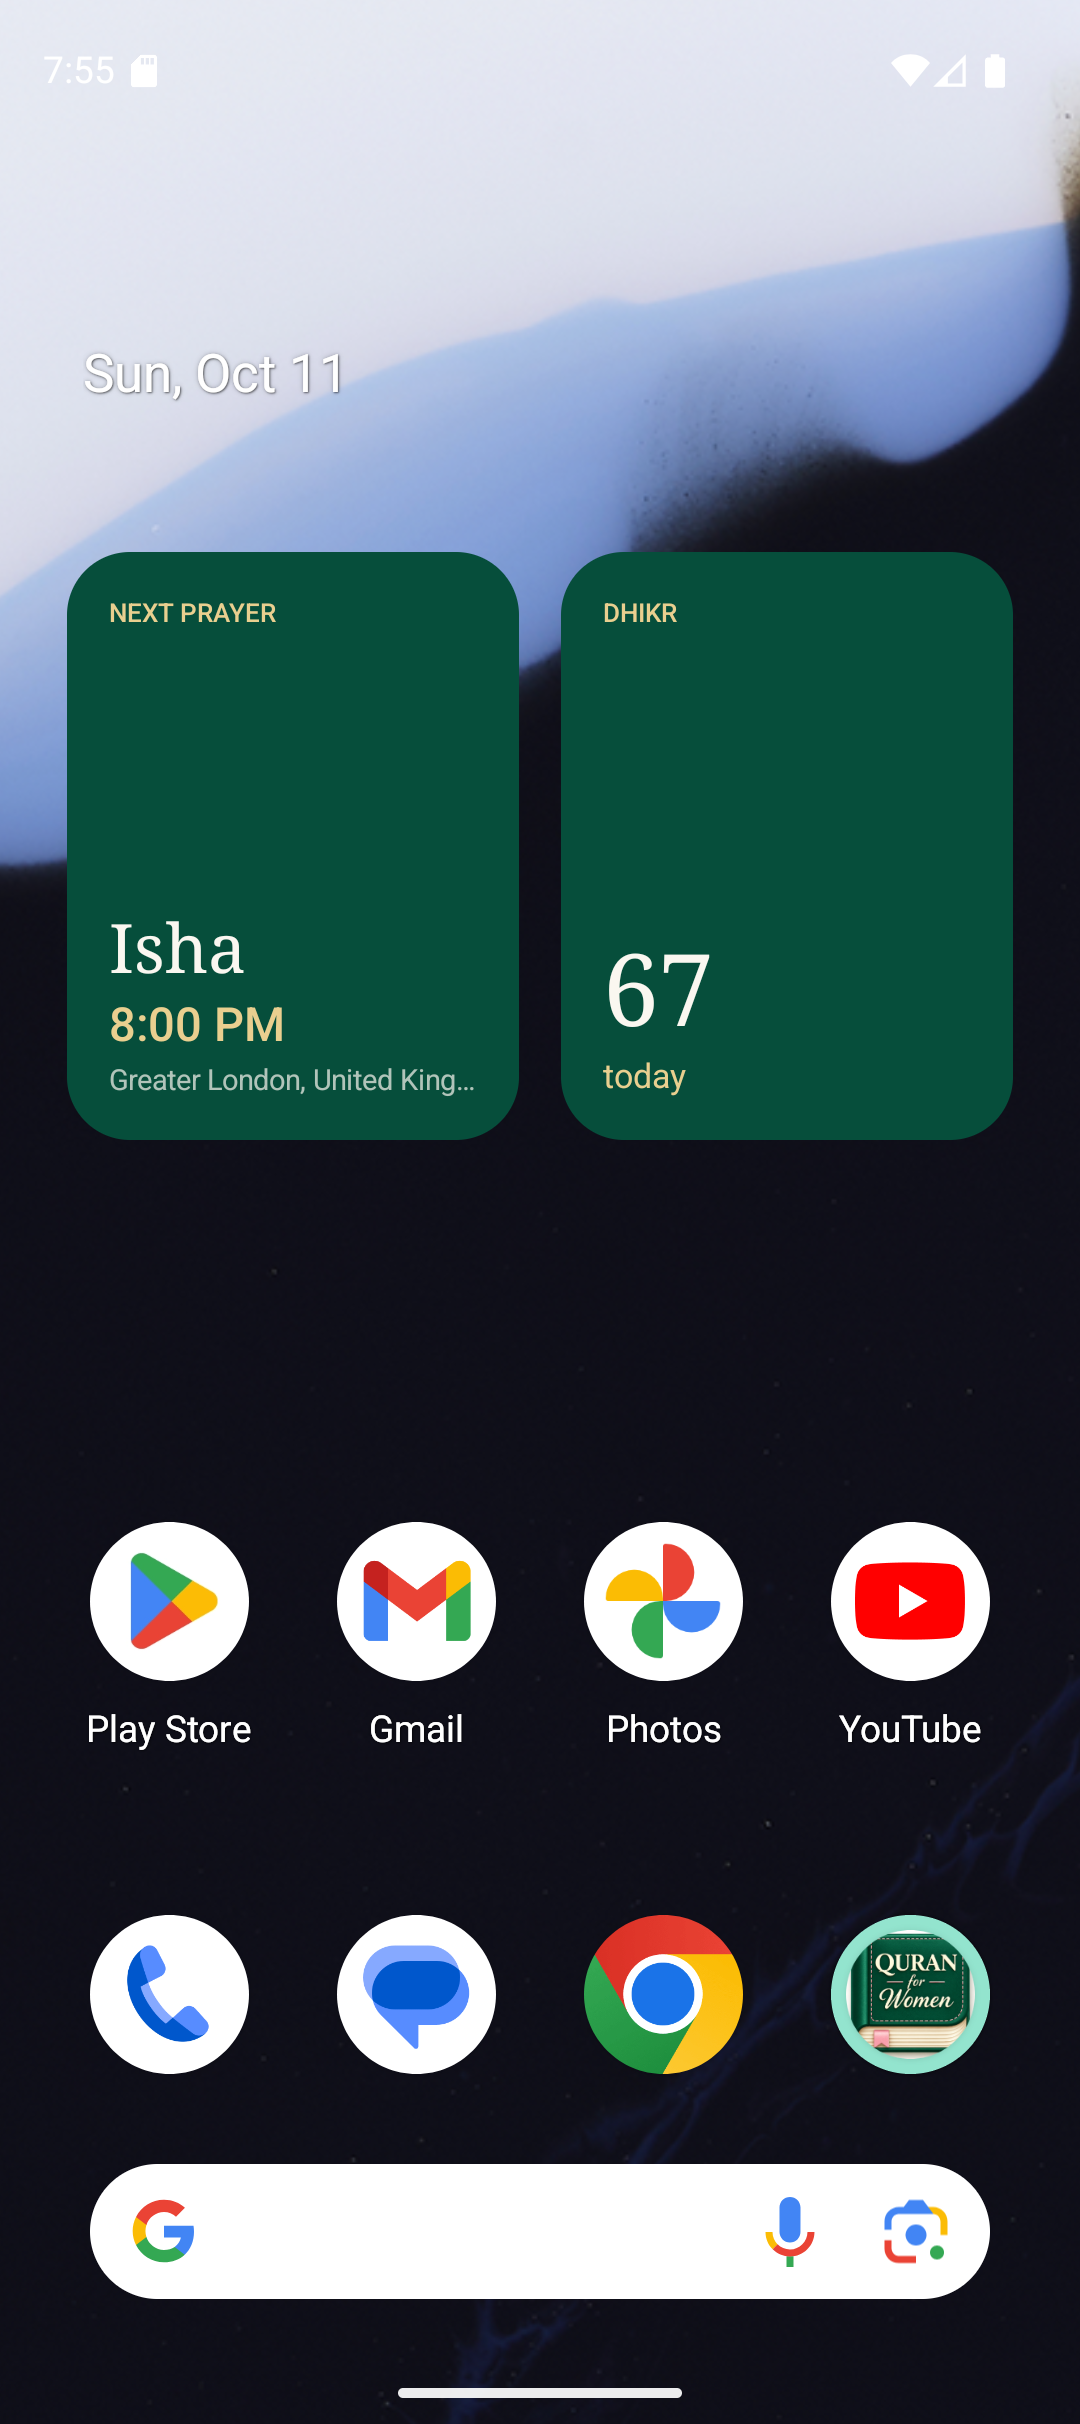 7:55
Sun, Oct 11
NEXT PRAYER
Isha
8:00 PM
Greater London, United King...
DHIKR
67
today
Play Store
Gmail
Photos
YouTube
QURAN
for
Women